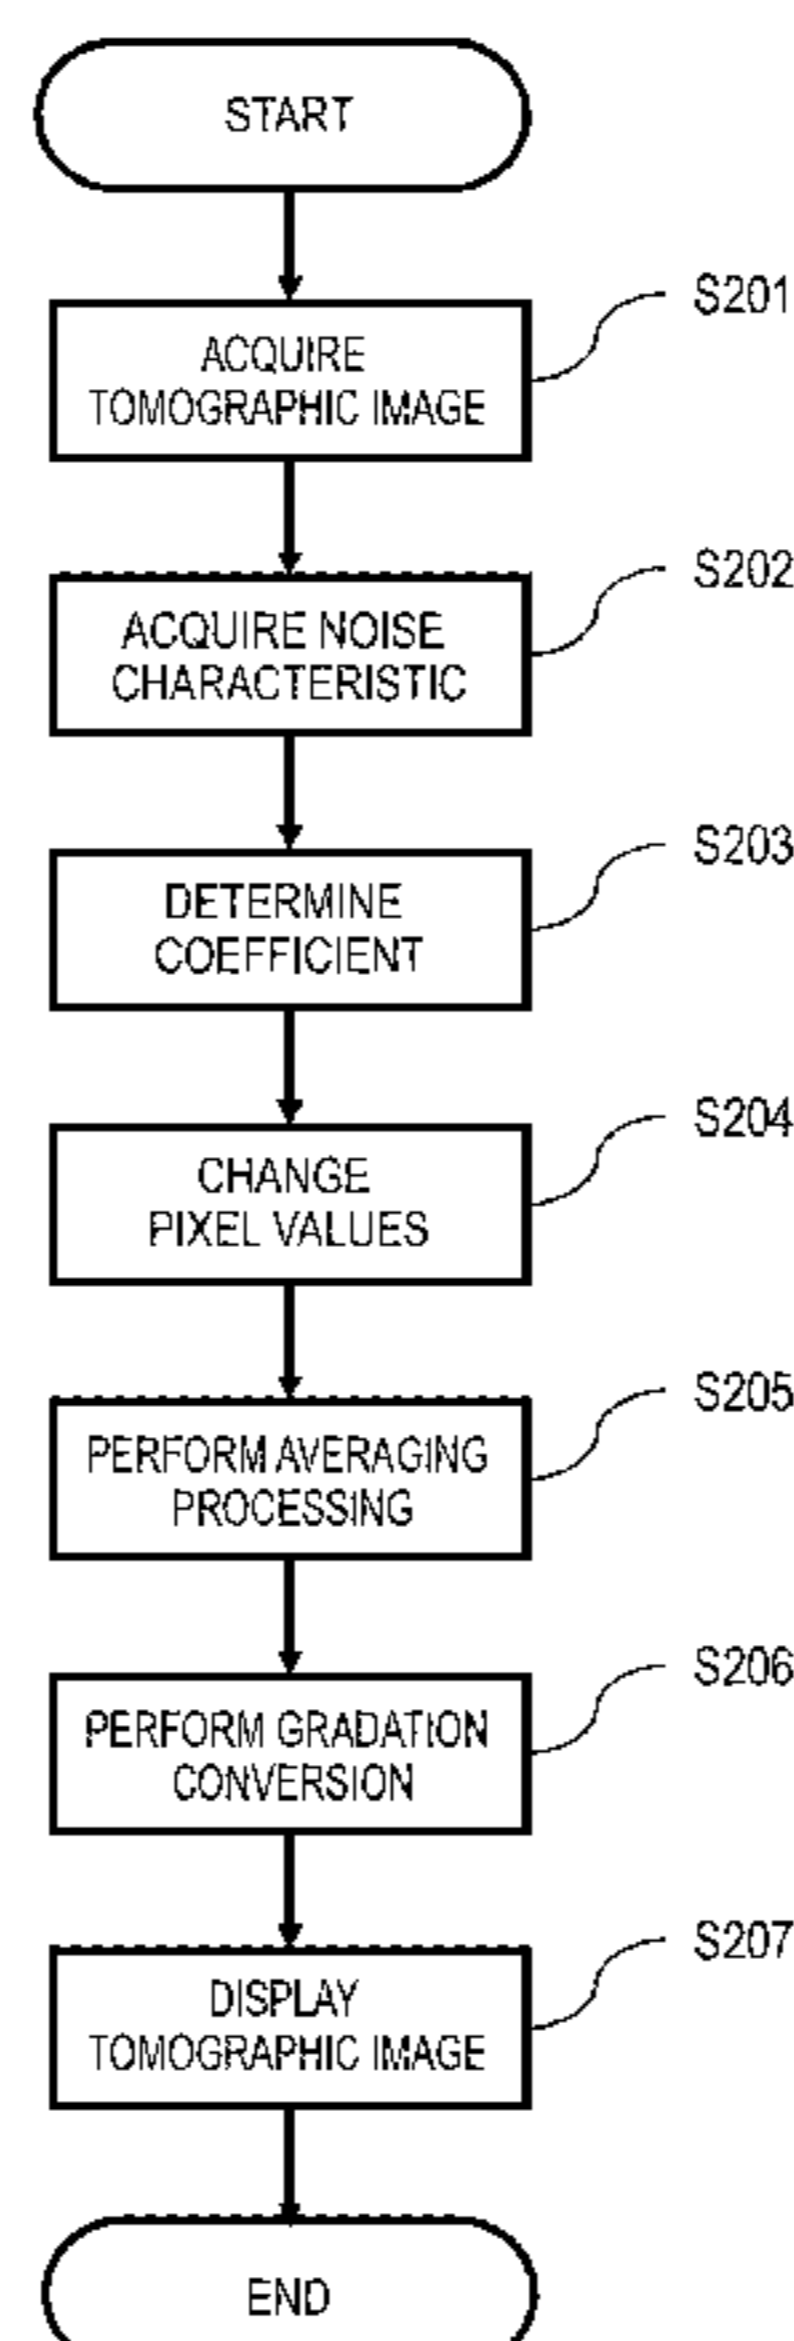 START
S201
ACQUIRE
TOMOGRAPHIC IMAGE
S202
ACQUIRE NOISE
CHARACTERISTIC
S203
DETERMINE
COEFFICIENT
S204
CHANGE
PIXEL VALUES
S205
PERFORM AVERAGING
PROCESSING
S206
PERFORM GRADATION
CONVERSION
S207
DISPLAY
TOMOGRAPHIC IMAGE
END